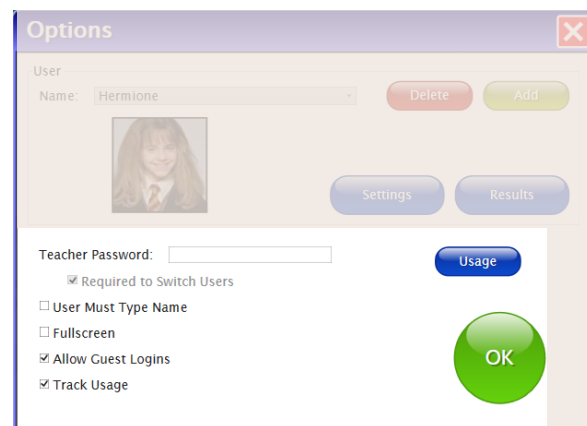 Options
User
Name: Hermione Delete Add
Settings Results
Teacher Password: Usage
Required to Switch Users
User Must Type Name
Fullscreen
Allow Guest Logins OK
Track Usage